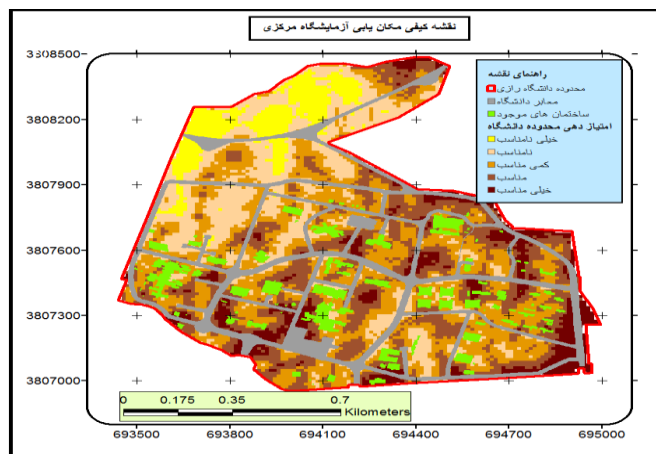 نقشه کیفی مکان یابی آزمایشگاه مرکزی
راهنمای نقشه
محدوده دانشگاه رازی
معابر دانشگاه
ساختمان های موجود
امتیاز دهی محدوده دانشگاه
خیلی نامناسب
نامناسب
کمی مناسب
مناسب
خیلی مناسب
3808500
3808200
3807900
3807600
3807300
3807000
0 0.175 0.35 0.7
Kilometers
693500 693800 694100 694400 694700 695000